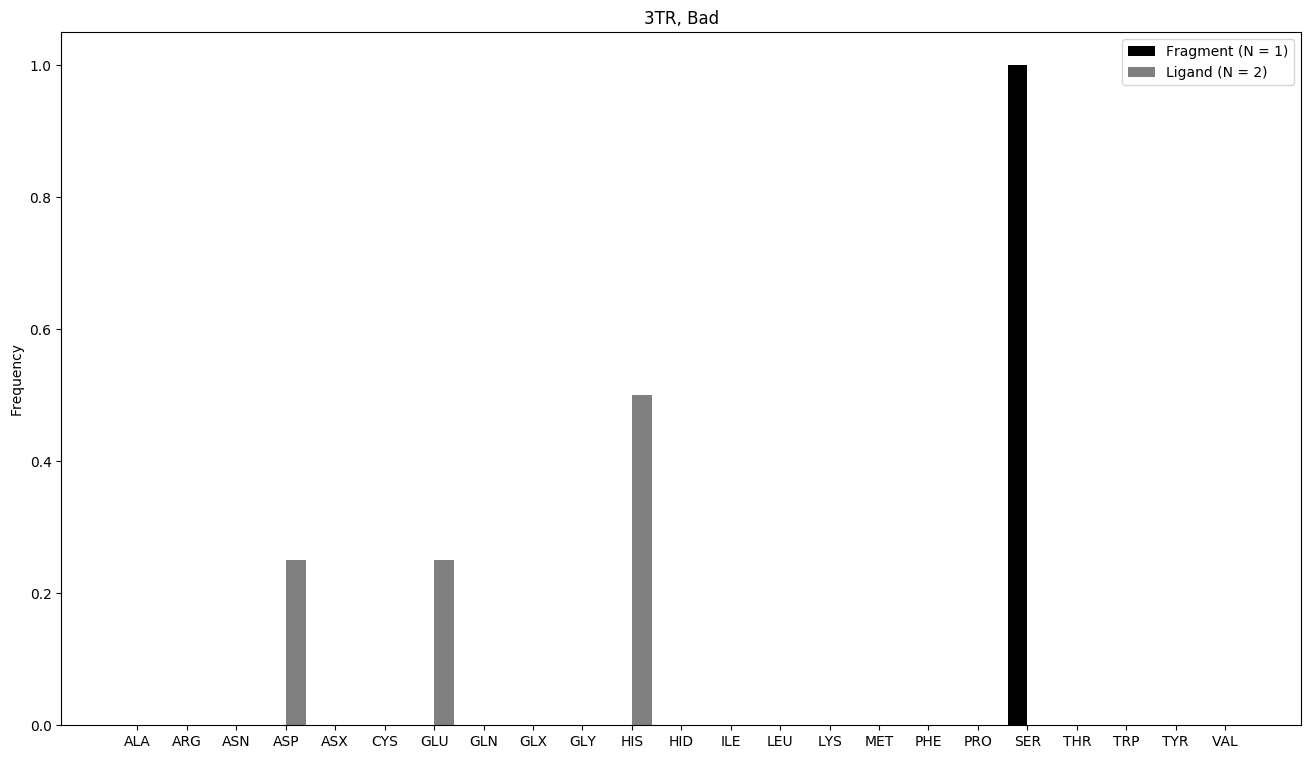 3TR, Bad
Fragment (N = 1)
Ligand (N = 2)
Frequency
1.0
0.8
0.6
0.4
0.2
0.0
ALA ARG ASN ASP ASX CYS GLU GLN GLX GLY HIS HID ILE LEU LYS MET PHE PRO SER THR TRP TYR VAL